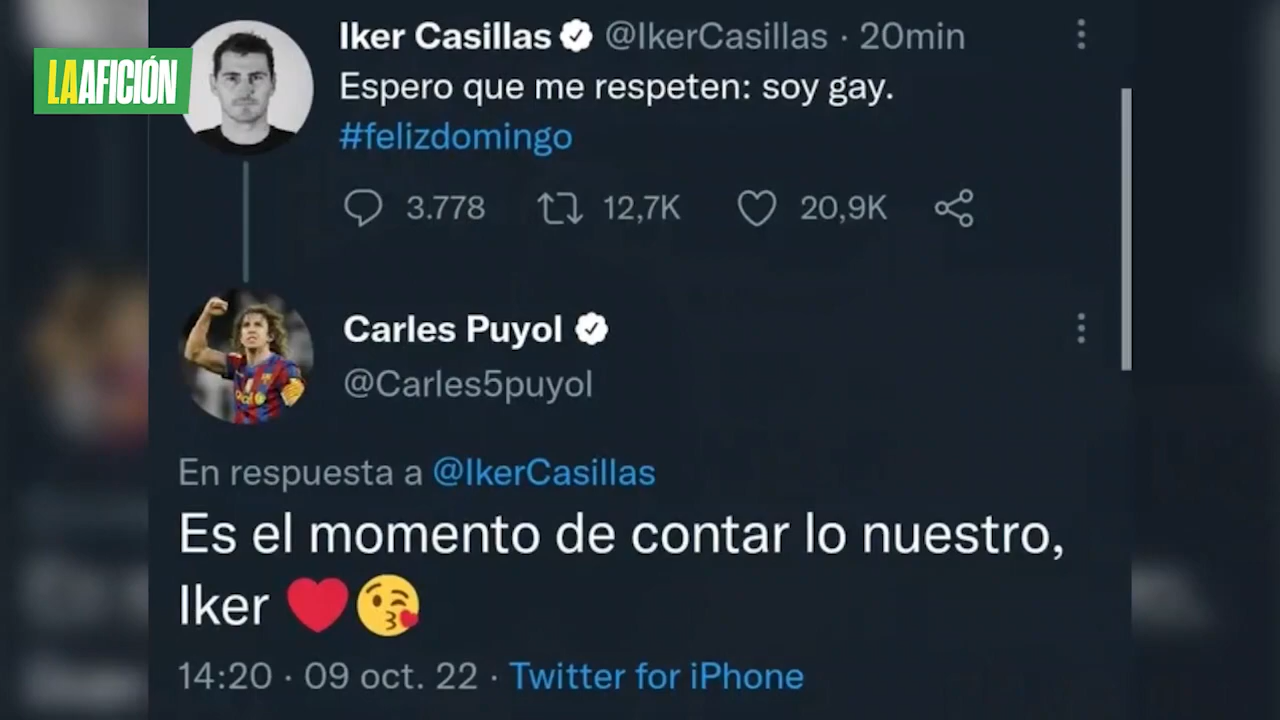 LAAFICIÓN
Iker Casillas @IkerCasillas · 20min
Espero que me respeten: soy gay.
#felizdomingo
3.778 12,7K 20,9K
Carles Puyol
@Carles5puyol
En respuesta a @IkerCasillas
Es el momento de contar lo nuestro,
Iker ❤️😘
14:20 · 09 oct. 22 · Twitter for iPhone